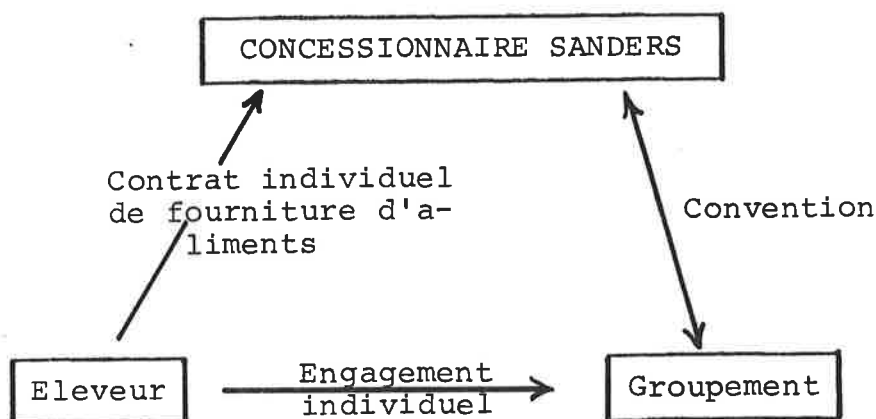 CONCESSIONNAIRE SANDERS
Contrat individuel
de fourniture d'a-
liments
Convention
Eleveur
Engagement
individuel
Groupement